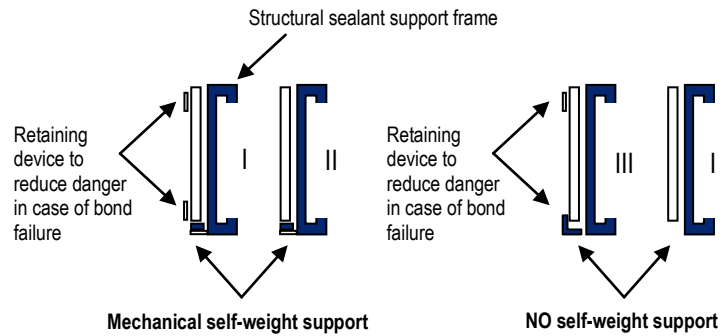 Structural sealant support frame
Retaining
device to
reduce danger
in case of bond
failure
I
II
Retaining
device to
reduce danger
in case of bond
failure
III
I
Mechanical self-weight support
NO self-weight support